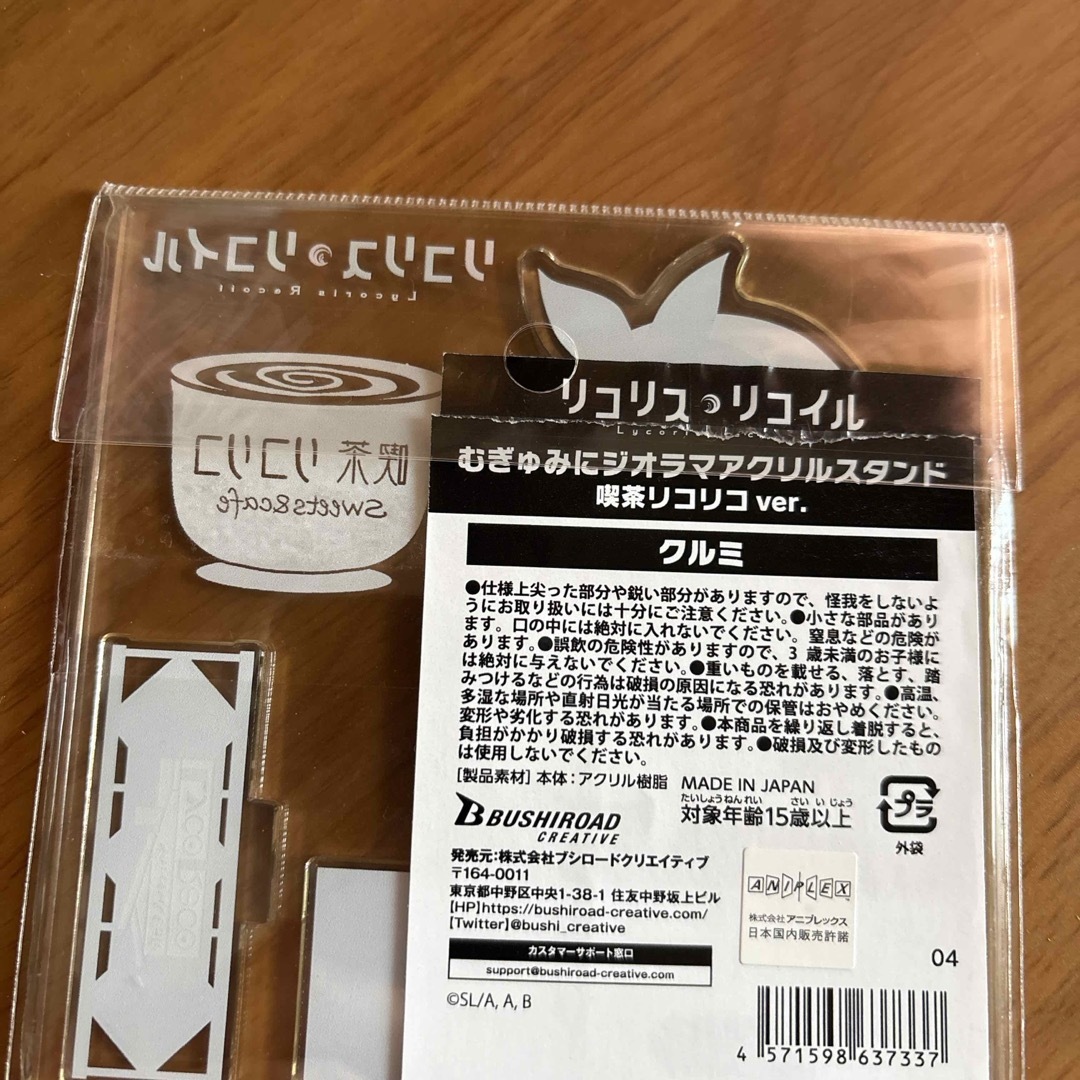 リコリス・リコイル
Lycoris Recoil
喫茶 リコリコ
Sweets&cafe
リコリス・リコイル
むぎゅみにジオラマアクリルスタンド
喫茶リコリコ ver.
クルミ
●仕様上尖った部分や鋭い部分がありますので、怪我をしないよ
うにお取り扱いには十分にご注意ください。●小さな部品があり
ます。口の中には絶対に入れないでください。窒息などの危険が
あります。●誤飲の危険性がありますので、3 歳未満のお子様に
は絶対に与えないでください。●重いものを載せる、落とす、踏
みつけるなどの行為は破損の原因になる恐れがあります。●高温、
多湿な場所や直射日光が当たる場所での保管はおやめください。
変形や劣化する恐れがあります。●本商品を繰り返し着脱すると、
負担がかかり破損する恐れがあります。●破損及び変形したもの
は使用しないでください。
[製品素材] 本体：アクリル樹脂 MADE IN JAPAN
たいしょうねんれい さい いじょう
対象年齢15歳以上
プラ
外袋
BUSHIROAD
CREATIVE
発売元：株式会社ブシロードクリエイティブ
〒164-0011
東京都中野区中央1-38-1 住友中野坂上ビル
【HP】https://bushiroad-creative.com/
【Twitter】@bushi_creative
カスタマーサポート窓口
support@bushiroad-creative.com
ANIPLEX
株式会社アニプレックス
日本国内販売許諾
04
©SL/A, A, B
4 571598 637337